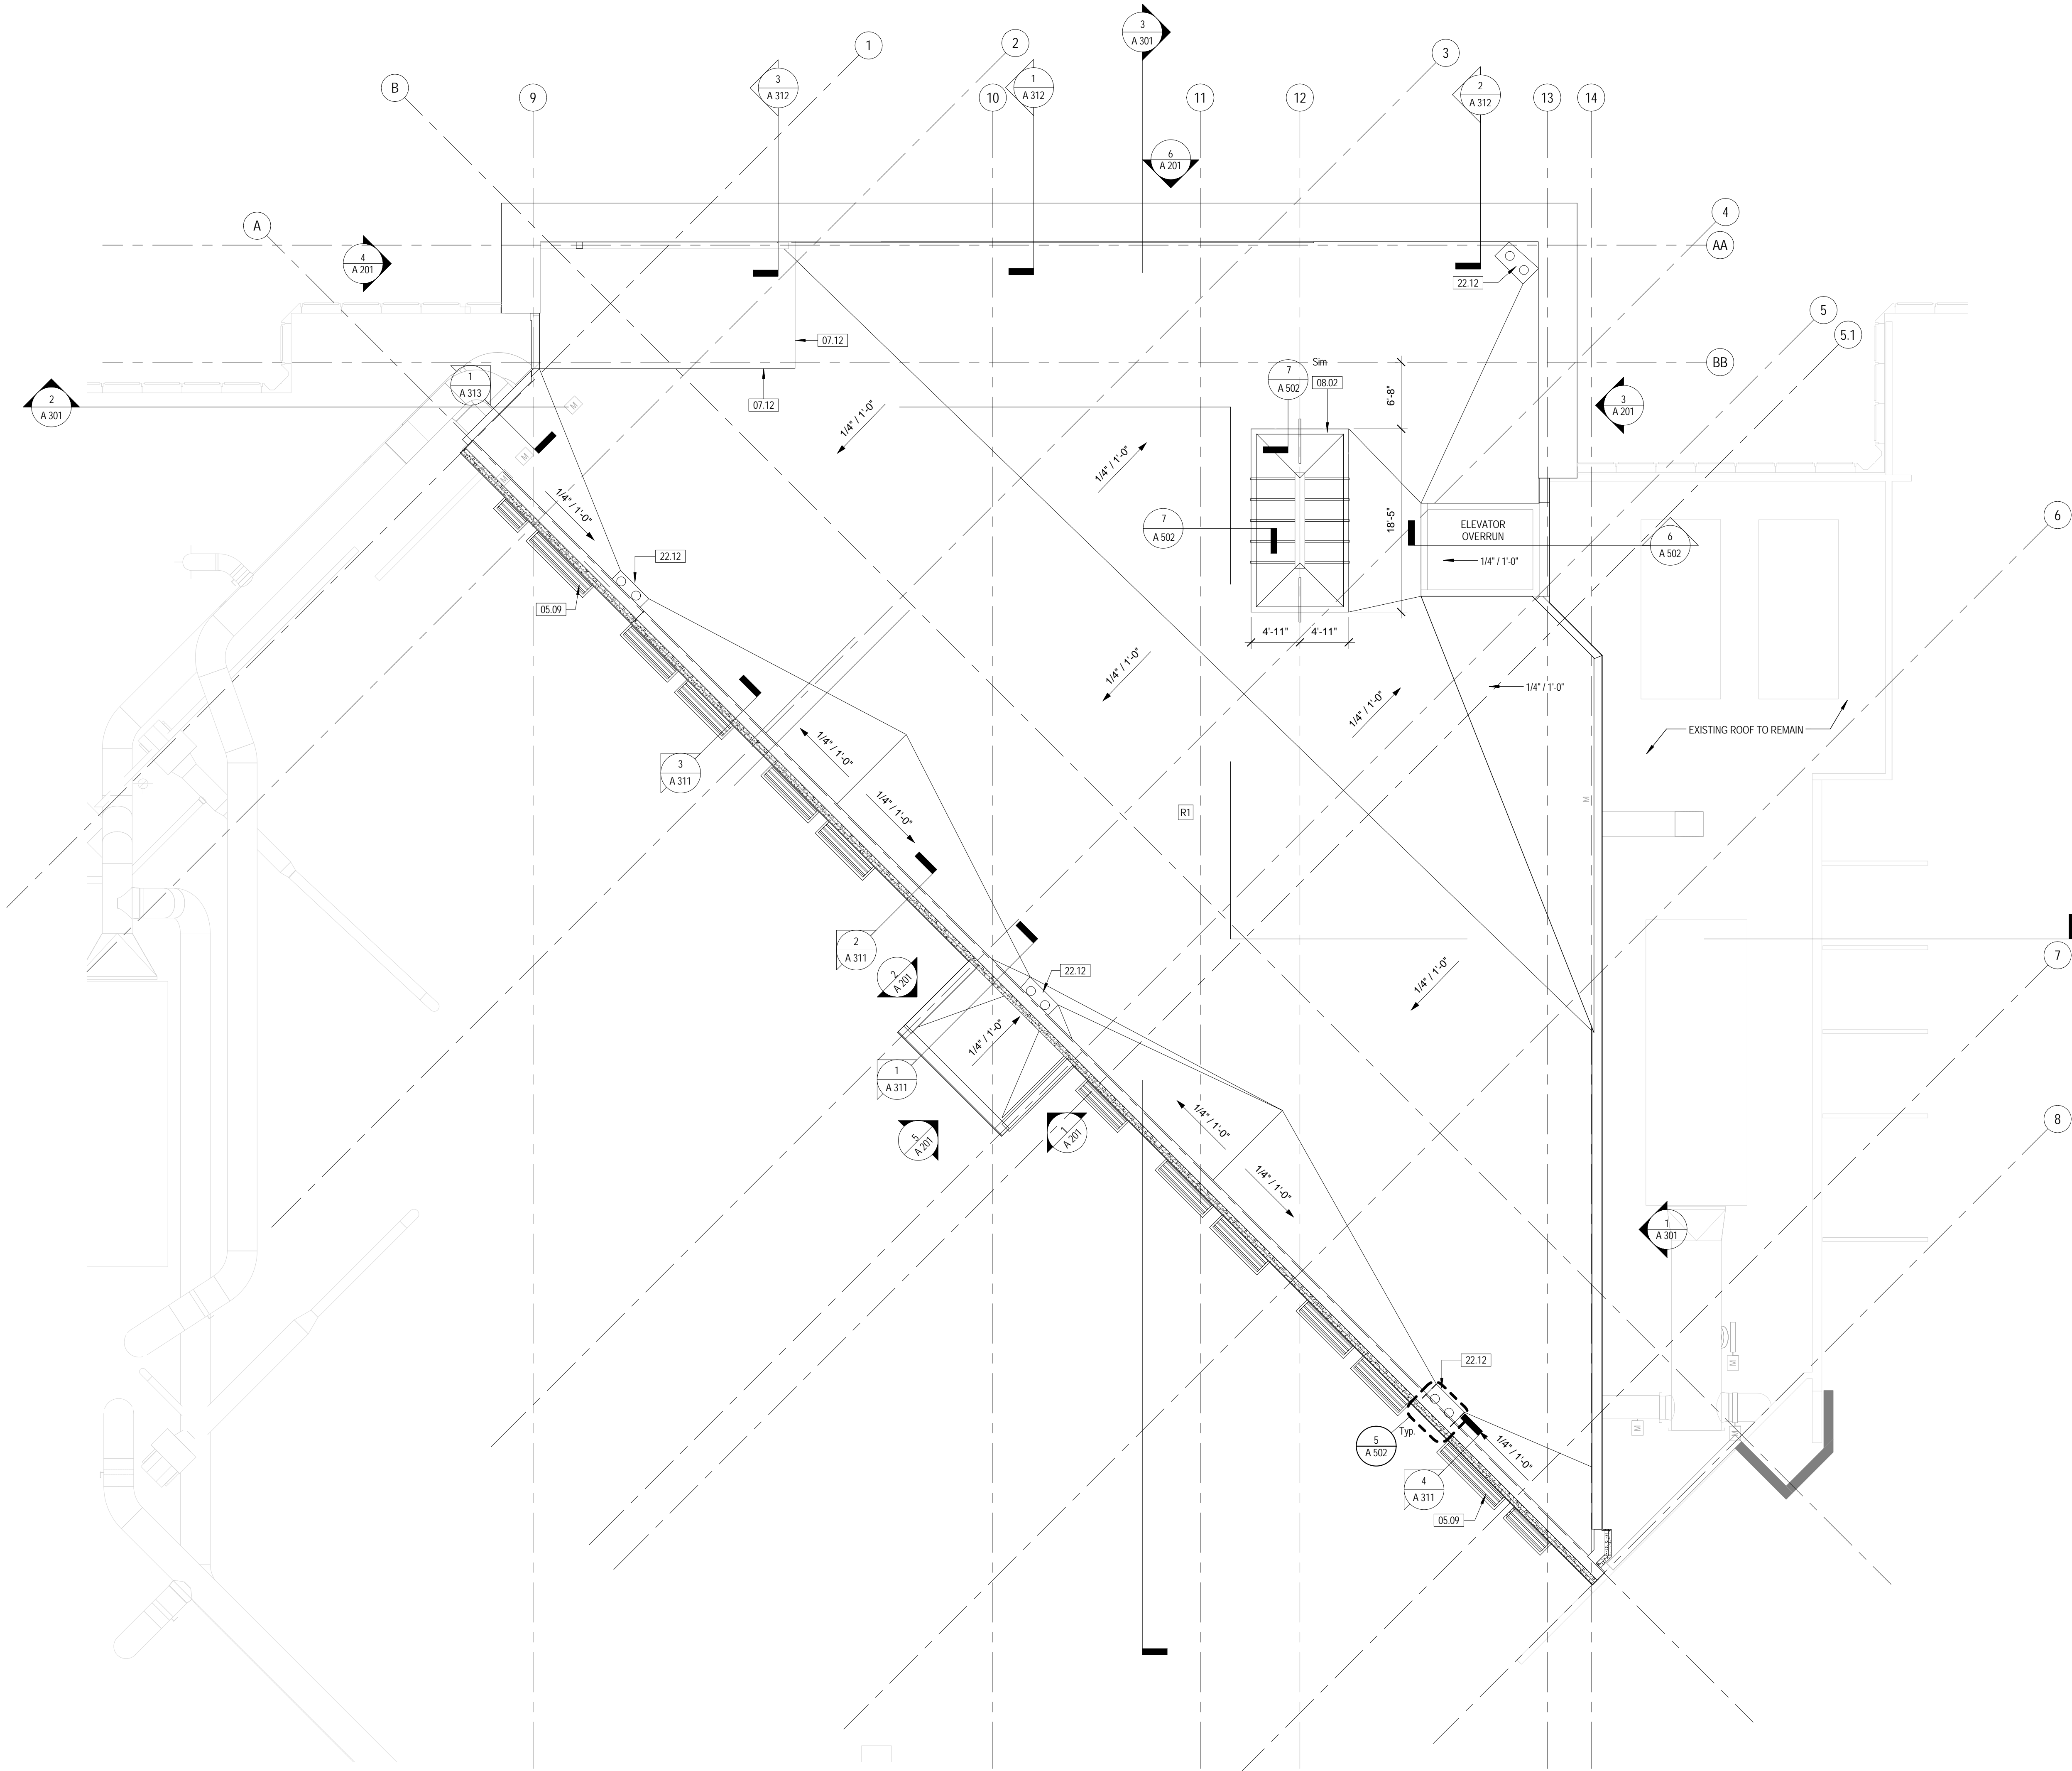 3
A 301
1
2
3
B
9
3
A 312
10
1
A 312
11
12
2
A 312
13
14
6
A 201
A
4
4
A 201
AA
22.12
5
5.1
07.12
BB
Sim
7
A 502
08.02
6'-8"
1
A 313
M
2
A 301
07.12
1/4" / 1'-0"
1/4" / 1'-0"
3
A 201
M
M
1/4" / 1'-0"
18'-5"
7
A 502
ELEVATOR
OVERRUN
1/4" / 1'-0"
6
A 502
6
22.12
05.09
4'-11"
4'-11"
1/4" / 1'-0"
1/4" / 1'-0"
1/4" / 1'-0"
EXISTING ROOF TO REMAIN
3
A 311
1/4" / 1'-0"
M
1/4" / 1'-0"
R1
M
2
A 311
2
A 201
22.12
1/4" / 1'-0"
7
1/4" / 1'-0"
1
A 311
5
A 201
1
A 201
1/4" / 1'-0"
8
1/4" / 1'-0"
1
A 301
22.12
M
5
A 502
Typ.
M
M
1/4" / 1'-0"
4
A 311
05.09